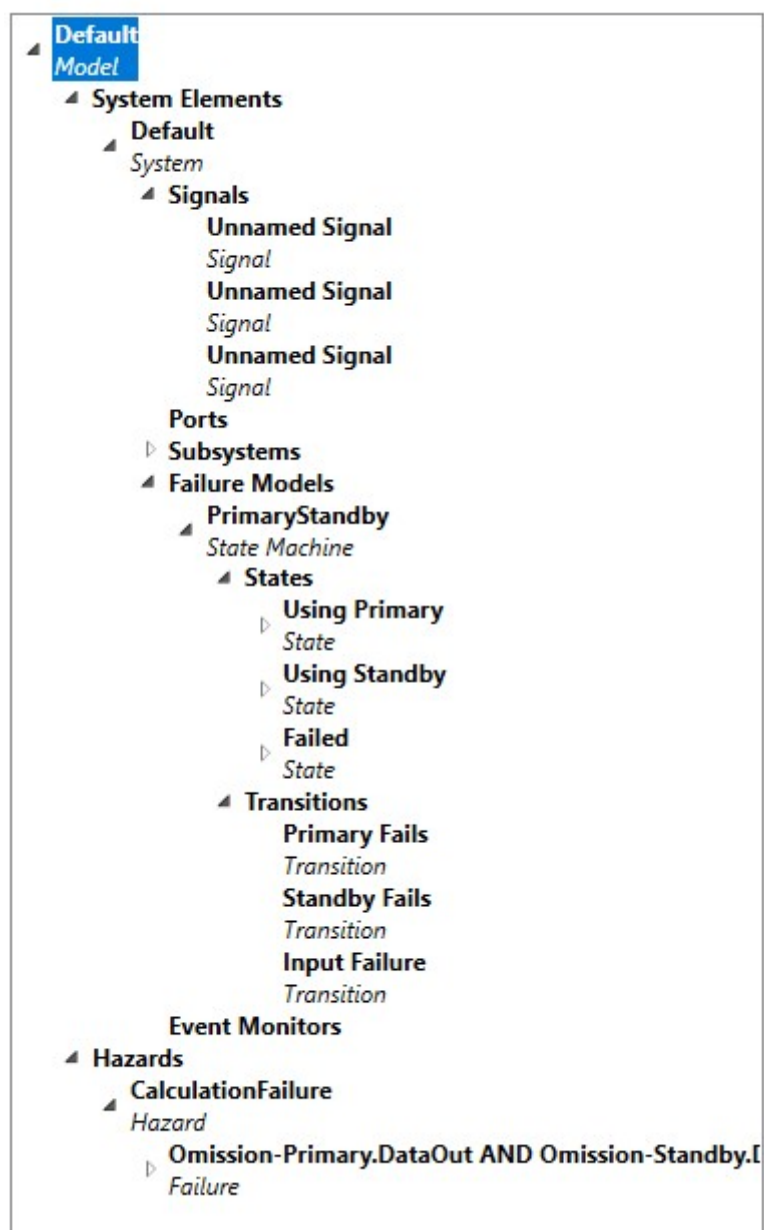 Default
Model
System Elements
Default
System
Signals
Unnamed Signal
Signal
Unnamed Signal
Signal
Unnamed Signal
Signal
Ports
Subsystems
Failure Models
PrimaryStandby
State Machine
States
Using Primary
State
Using Standby
State
Failed
State
Transitions
Primary Fails
Transition
Standby Fails
Transition
Input Failure
Transition
Event Monitors
Hazards
CalculationFailure
Hazard
Omission-Primary.DataOut AND Omission-Standby.
Failure